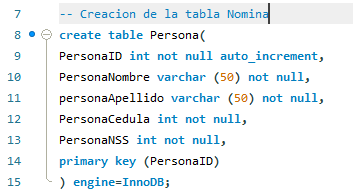 7 -- Creacion de la tabla Nomina
8 create table Persona(
9 PersonaID int not null auto_increment,
10 PersonaNombre varchar (50) not null,
11 personaApellido varchar (50) not null,
12 PersonaCedula int not null,
13 PersonaNSS int not null,
14 primary key (PersonaID)
15 ) engine=InnoDB;